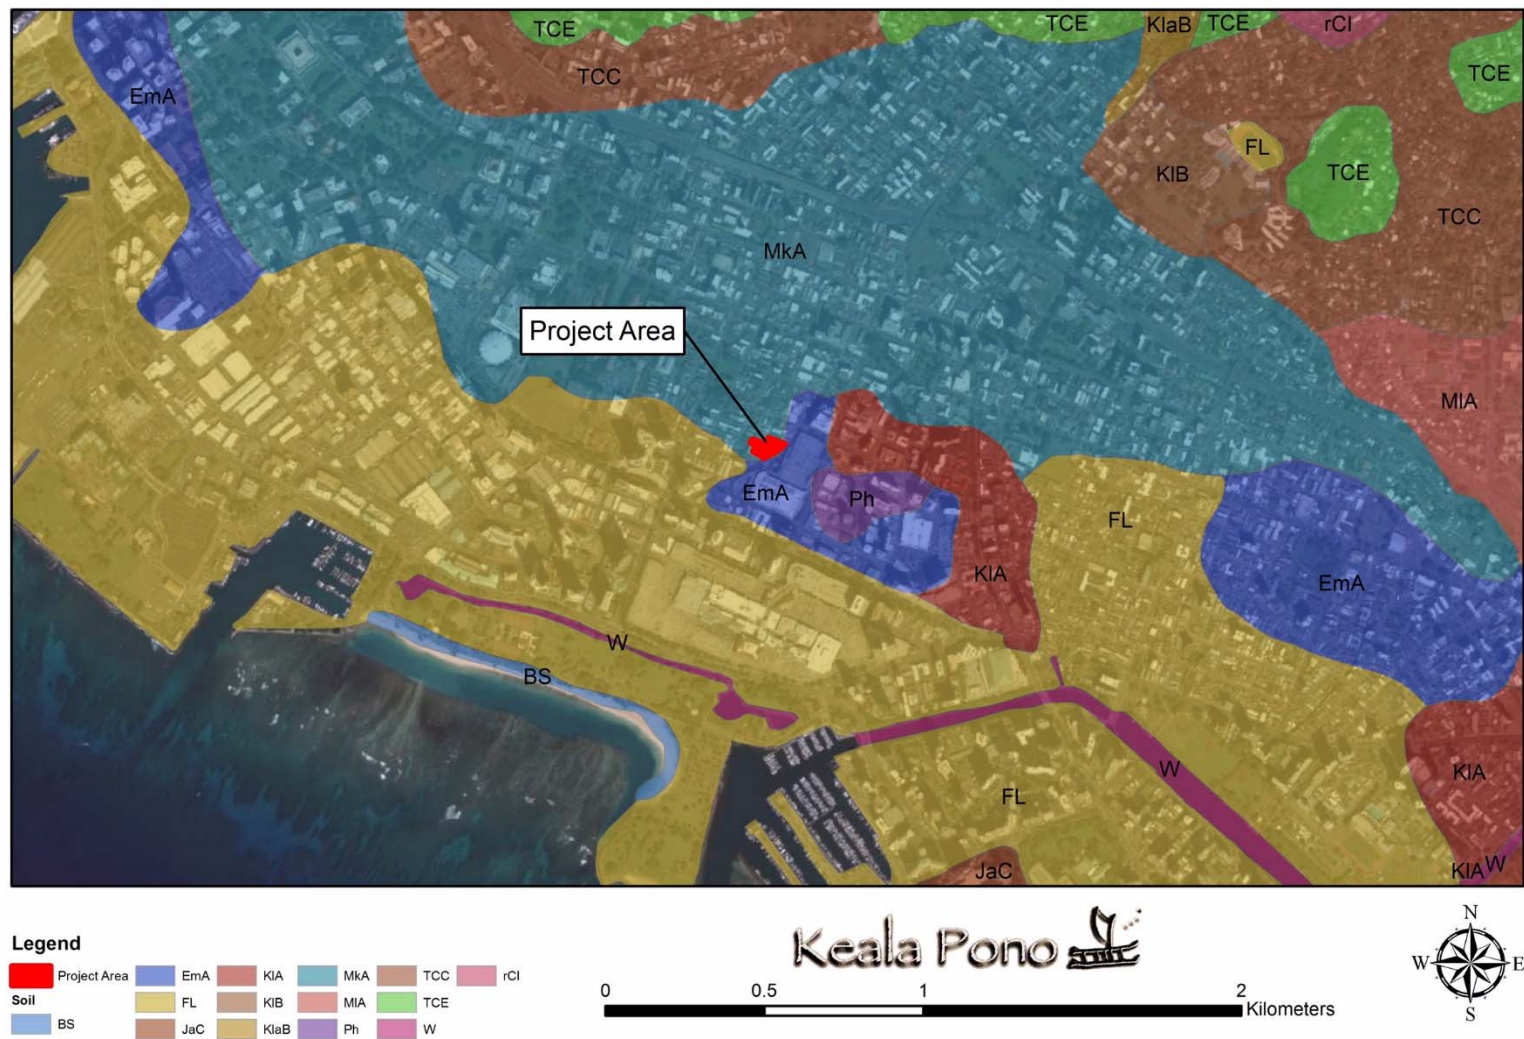 TCE
TCE
KlaB
TCE
rCI
TCC
TCE
EmA
FL
TCE
KlB
TCC
MkA
Project Area
MlA
EmA
Ph
FL
KlA
EmA
W
BS
W
KlA
FL
JaC
KlA
W
Legend
Project Area
Soil
BS
EmA
FL
JaC
KlA
KlB
KlaB
MkA
MlA
Ph
TCC
TCE
W
rCI
Keala Pono
0 0.5 1 2
Kilometers
N
W E
S